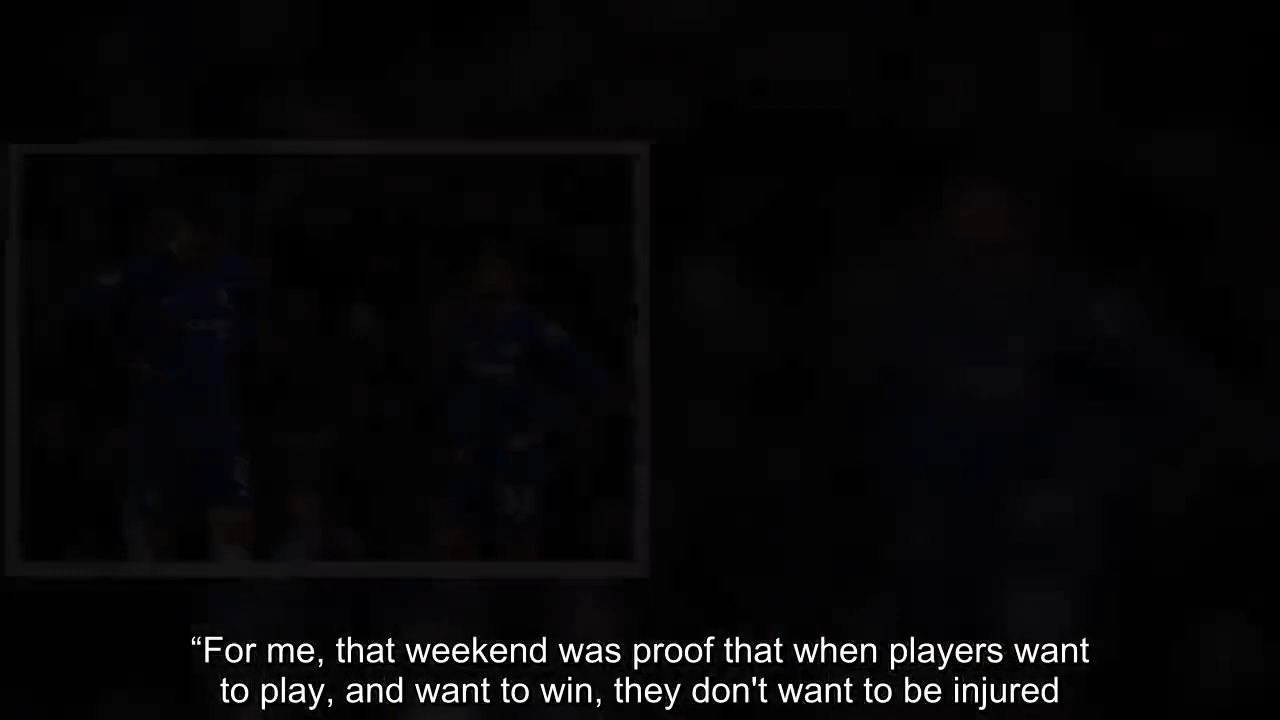 “For me, that weekend was proof that when players want
to play, and want to win, they don't want to be injured